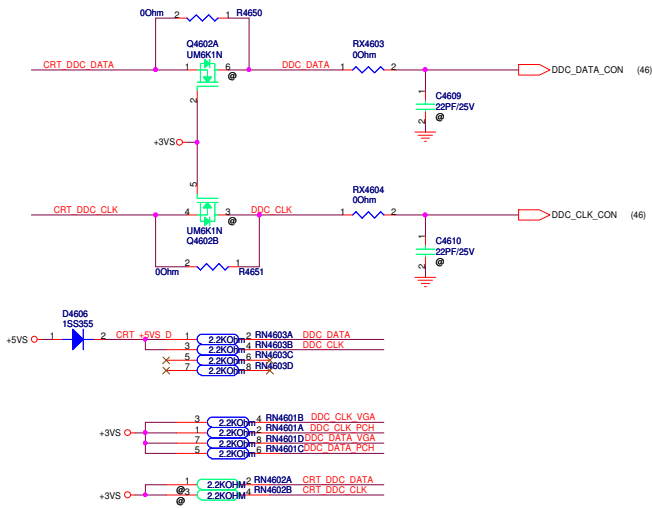 0Ohm 2 1 R4650
Q4602A
UM6K1N
RX4603
0Ohm
CRT_DDC_DATA 1 6 DDC_DATA 1 2 DDC_DATA_CON (46)
@
2
1
C4609
22PF/25V
@
2
+3VS
5
RX4604
0Ohm
CRT_DDC_CLK 4 3 DDC_CLK 1 2 DDC_CLK_CON (46)
@
UM6K1N
Q4602B
1
C4610
22PF/25V
@
2
0Ohm 2 1 R4651
D4606
1SS355
+5VS 1 2 CRT_+5VS_D 1 2.2KOhm 2 RN4603A DDC_DATA
3 2.2KOhm 4 RN4603B DDC_CLK
5 2.2KOhm 6 RN4603C
7 2.2KOhm 8 RN4603D
3 2.2KOhm 4 RN4601B DDC_CLK_VGA
+3VS 1 2.2KOhm 2 RN4601A DDC_CLK_PCH
7 2.2KOhm 8 RN4601D DDC_DATA_VGA
5 2.2KOhm 6 RN4601C DDC_DATA_PCH
1 2.2KOHM 2 RN4602A CRT_DDC_DATA
@
+3VS 3 2.2KOHM 4 RN4602B CRT_DDC_CLK
@